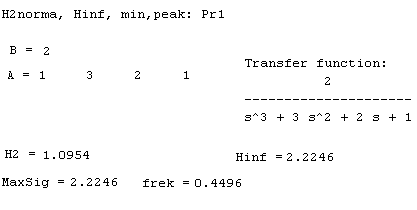 H2norma, Hinf, min,peak: Pr1
B = 2
A = 1 3 2 1
Transfer function:
2
---------------------
s^3 + 3 s^2 + 2 s + 1
H2 = 1.0954
Hinf = 2.2246
MaxSig = 2.2246 frek = 0.4496